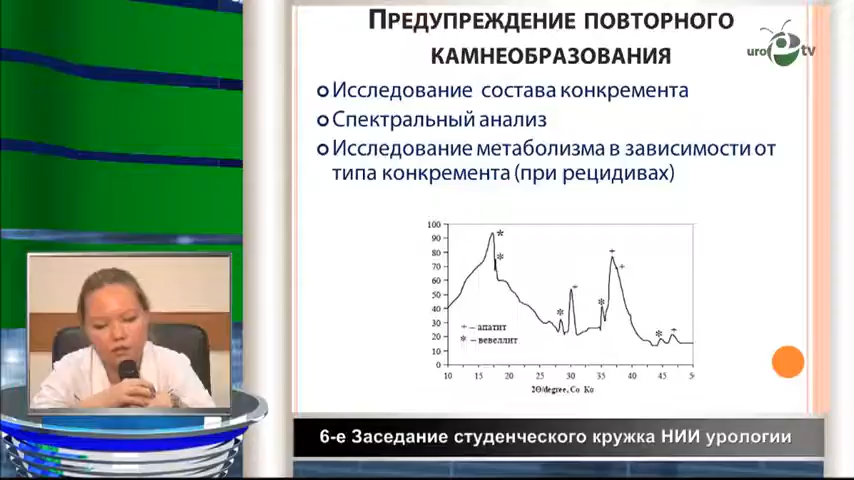 ПРЕДУПРЕЖДЕНИЕ ПОВТОРНОГО
КАМНЕОБРАЗОВАНИЯ
uro tv
Исследование состава конкремента
Спектральный анализ
Исследование метаболизма в зависимости от
типа конкремента (при рецидивах)
100
90
80
70
60
50
40
30
20
10
0
+ – апатит
* – вевеллит
10 15 20 25 30 35 40 45 5
2Θ/degree, Co Kα
6-е Заседание студенческого кружка НИИ урологии